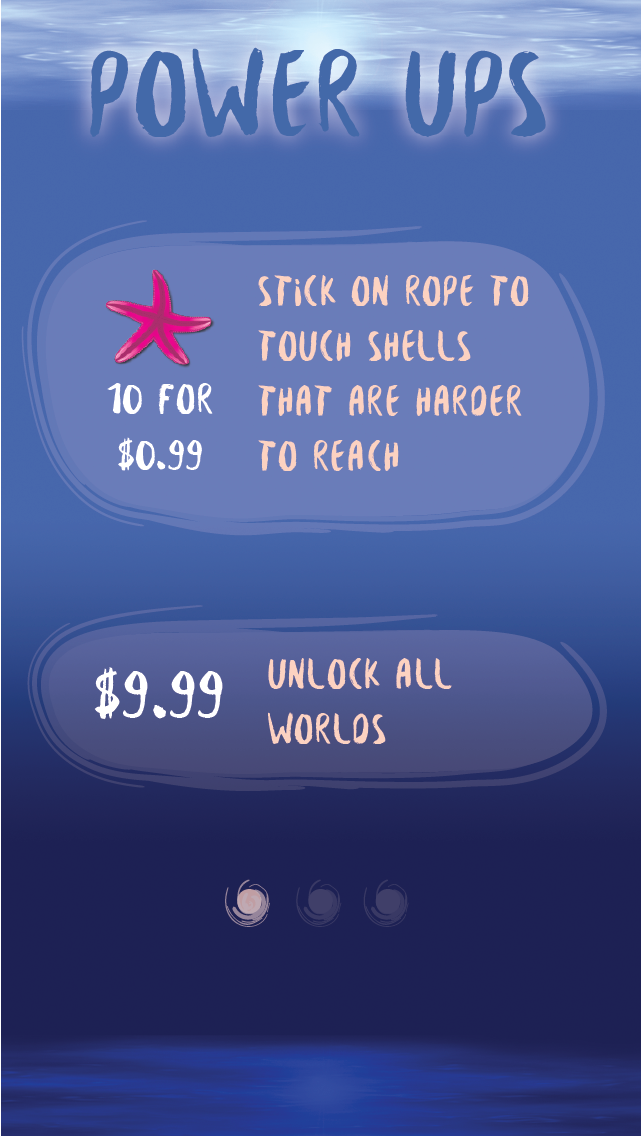 POWER UPS
STICK ON ROPE TO
TOUCH SHELLS
10 FOR
THAT ARE HARDER
$0.99
TO REACH
$9.99
UNLOCK ALL
WORLDS